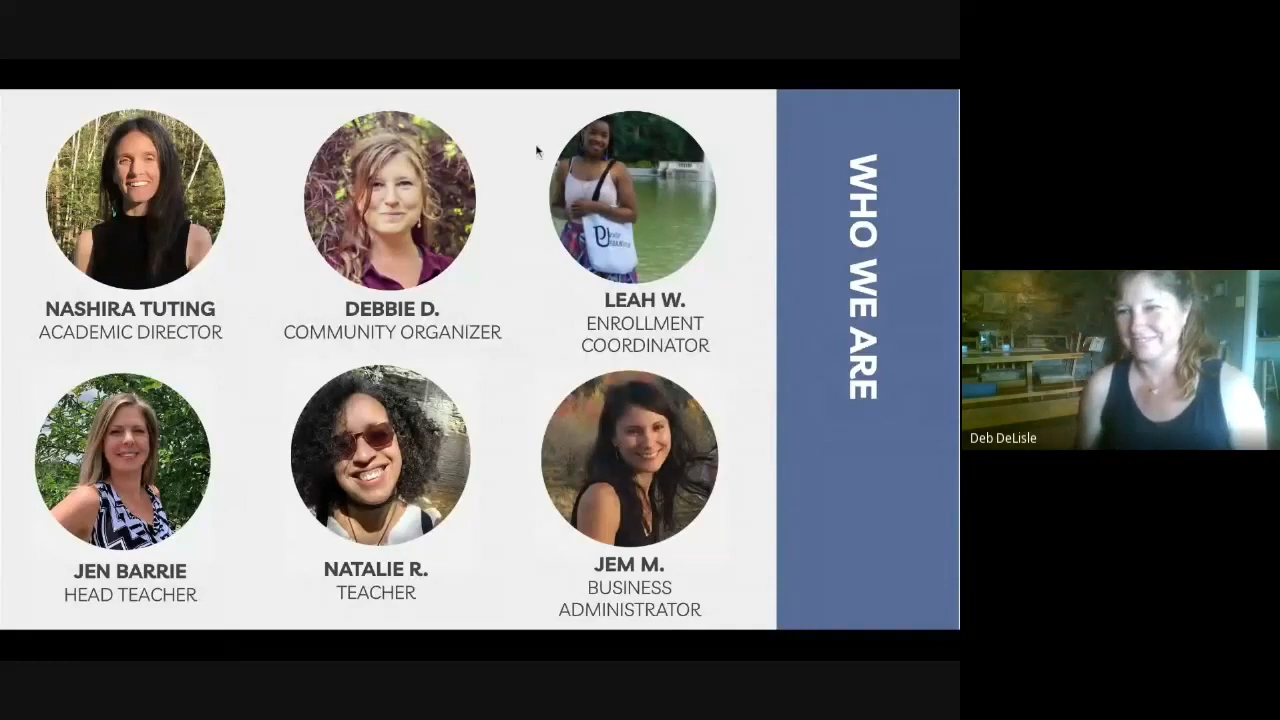 NASHIRA TUTING
ACADEMIC DIRECTOR
DEBBIE D.
COMMUNITY ORGANIZER
LEAH W.
ENROLLMENT
COORDINATOR
JEN BARRIE
HEAD TEACHER
NATALIE R.
TEACHER
JEM M.
BUSINESS
ADMINISTRATOR
WHO WE ARE
Deb DeLisle